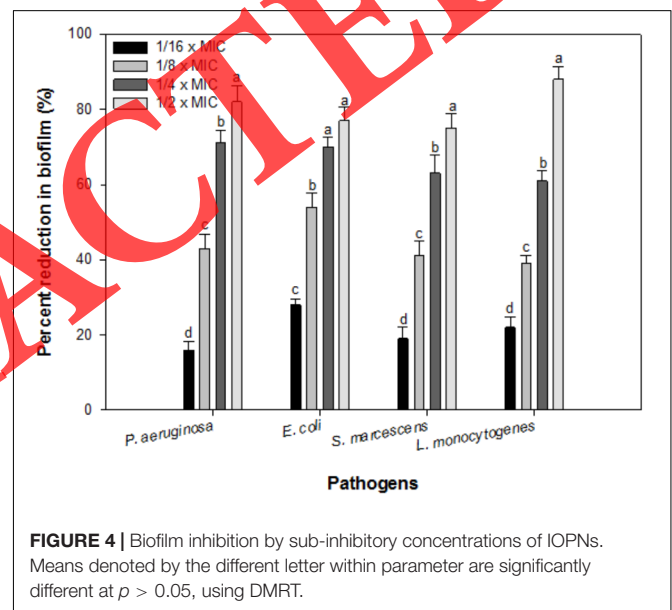 ACTE
100
80
60
40
20
0
Percent reduction in biofilm (%)
1/16 x MIC
1/8 x MIC
1/4 x MIC
1/2 x MIC
d c b a
c b a a
d c b a
d c b a
P. aeruginosa
E. coli
S. marcescens
L. monocytogenes
Pathogens
FIGURE 4 | Biofilm inhibition by sub-inhibitory concentrations of IOPNs.
Means denoted by the different letter within parameter are significantly
different at p > 0.05, using DMRT.